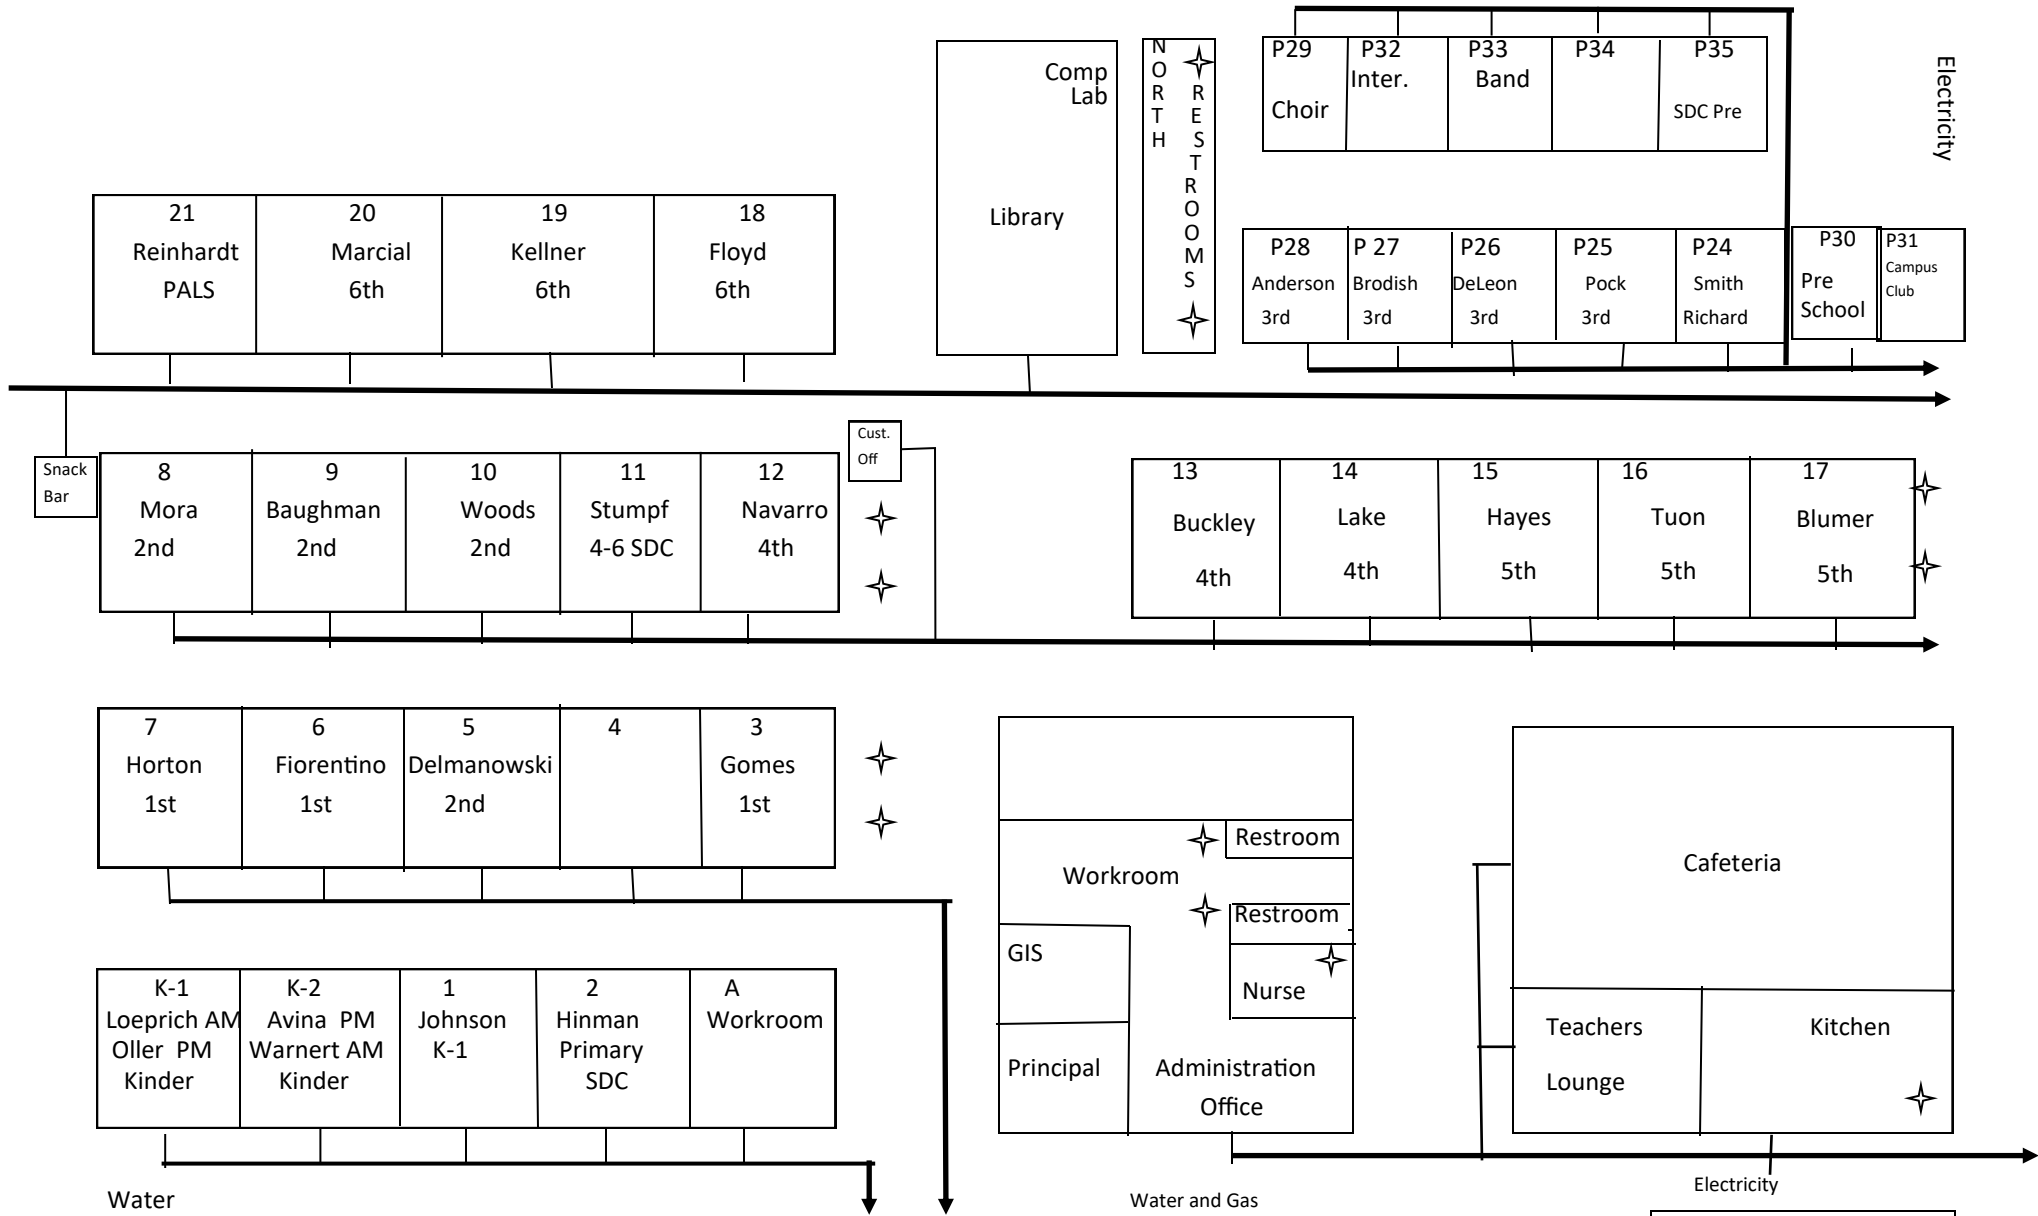 Comp
Lab
Library
NORTH
RESTROOMS
P29
Choir
P32
Inter.
P33
Band
P34
P35
SDC Pre
Electricity
21
Reinhardt
PALS
20
Marcial
6th
19
Kellner
6th
18
Floyd
6th
P28
Anderson
3rd
P 27
Brodish
3rd
P26
DeLeon
3rd
P25
Pock
3rd
P24
Smith
Richard
P30
Pre
School
P31
Campus
Club
Snack
Bar
8
Mora
2nd
9
Baughman
2nd
10
Woods
2nd
11
Stumpf
4-6 SDC
12
Navarro
4th
Cust.
Off
13
Buckley
4th
14
Lake
4th
15
Hayes
5th
16
Tuon
5th
17
Blumer
5th
7
Horton
1st
6
Fiorentino
1st
5
Delmanowski
2nd
4
3
Gomes
1st
Restroom
Workroom
Restroom
GIS
Nurse
Principal
Administration
Office
Cafeteria
Teachers
Lounge
Kitchen
K-1
Loeprich AM
Oller PM
Kinder
K-2
Avina PM
Warnert AM
Kinder
1
Johnson
K-1
2
Hinman
Primary
SDC
A
Workroom
Water
Water and Gas
Electricity